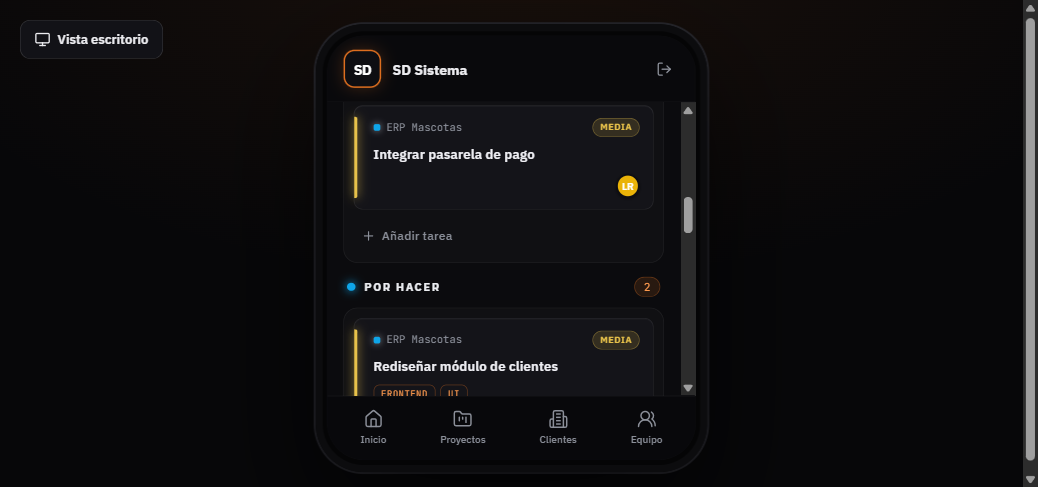 Vista escritorio
SD
SD Sistema
ERP Mascotas
MEDIA
Integrar pasarela de pago
LR
+ Añadir tarea
POR HACER
2
ERP Mascotas
MEDIA
Rediseñar módulo de clientes
FRONTEND
UI
Inicio
Proyectos
Clientes
Equipo